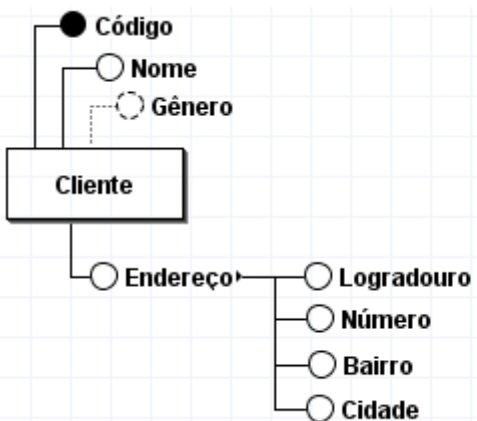 Código
Nome
Gênero
Cliente
Endereço
Logradouro
Número
Bairro
Cidade